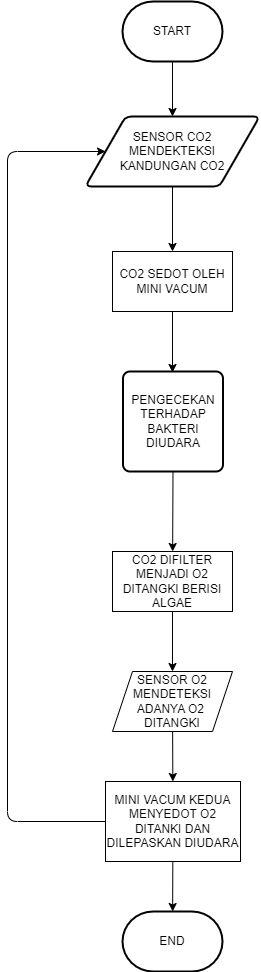 START
SENSOR CO2
MENDEKTEKSI
KANDUNGAN CO2
CO2 SEDOT OLEH
MINI VACUM
PENGECEKAN
TERHADAP
BAKTERI
DIUDARA
CO2 DIFILTER
MENJADI O2
DITANGKI BERISI
ALGAE
SENSOR O2
MENDETEKSI
ADANYA O2
DITANGKI
MINI VACUM KEDUA
MENYEDOT O2
DITANKI DAN
DILEPASKAN DIUDARA
END